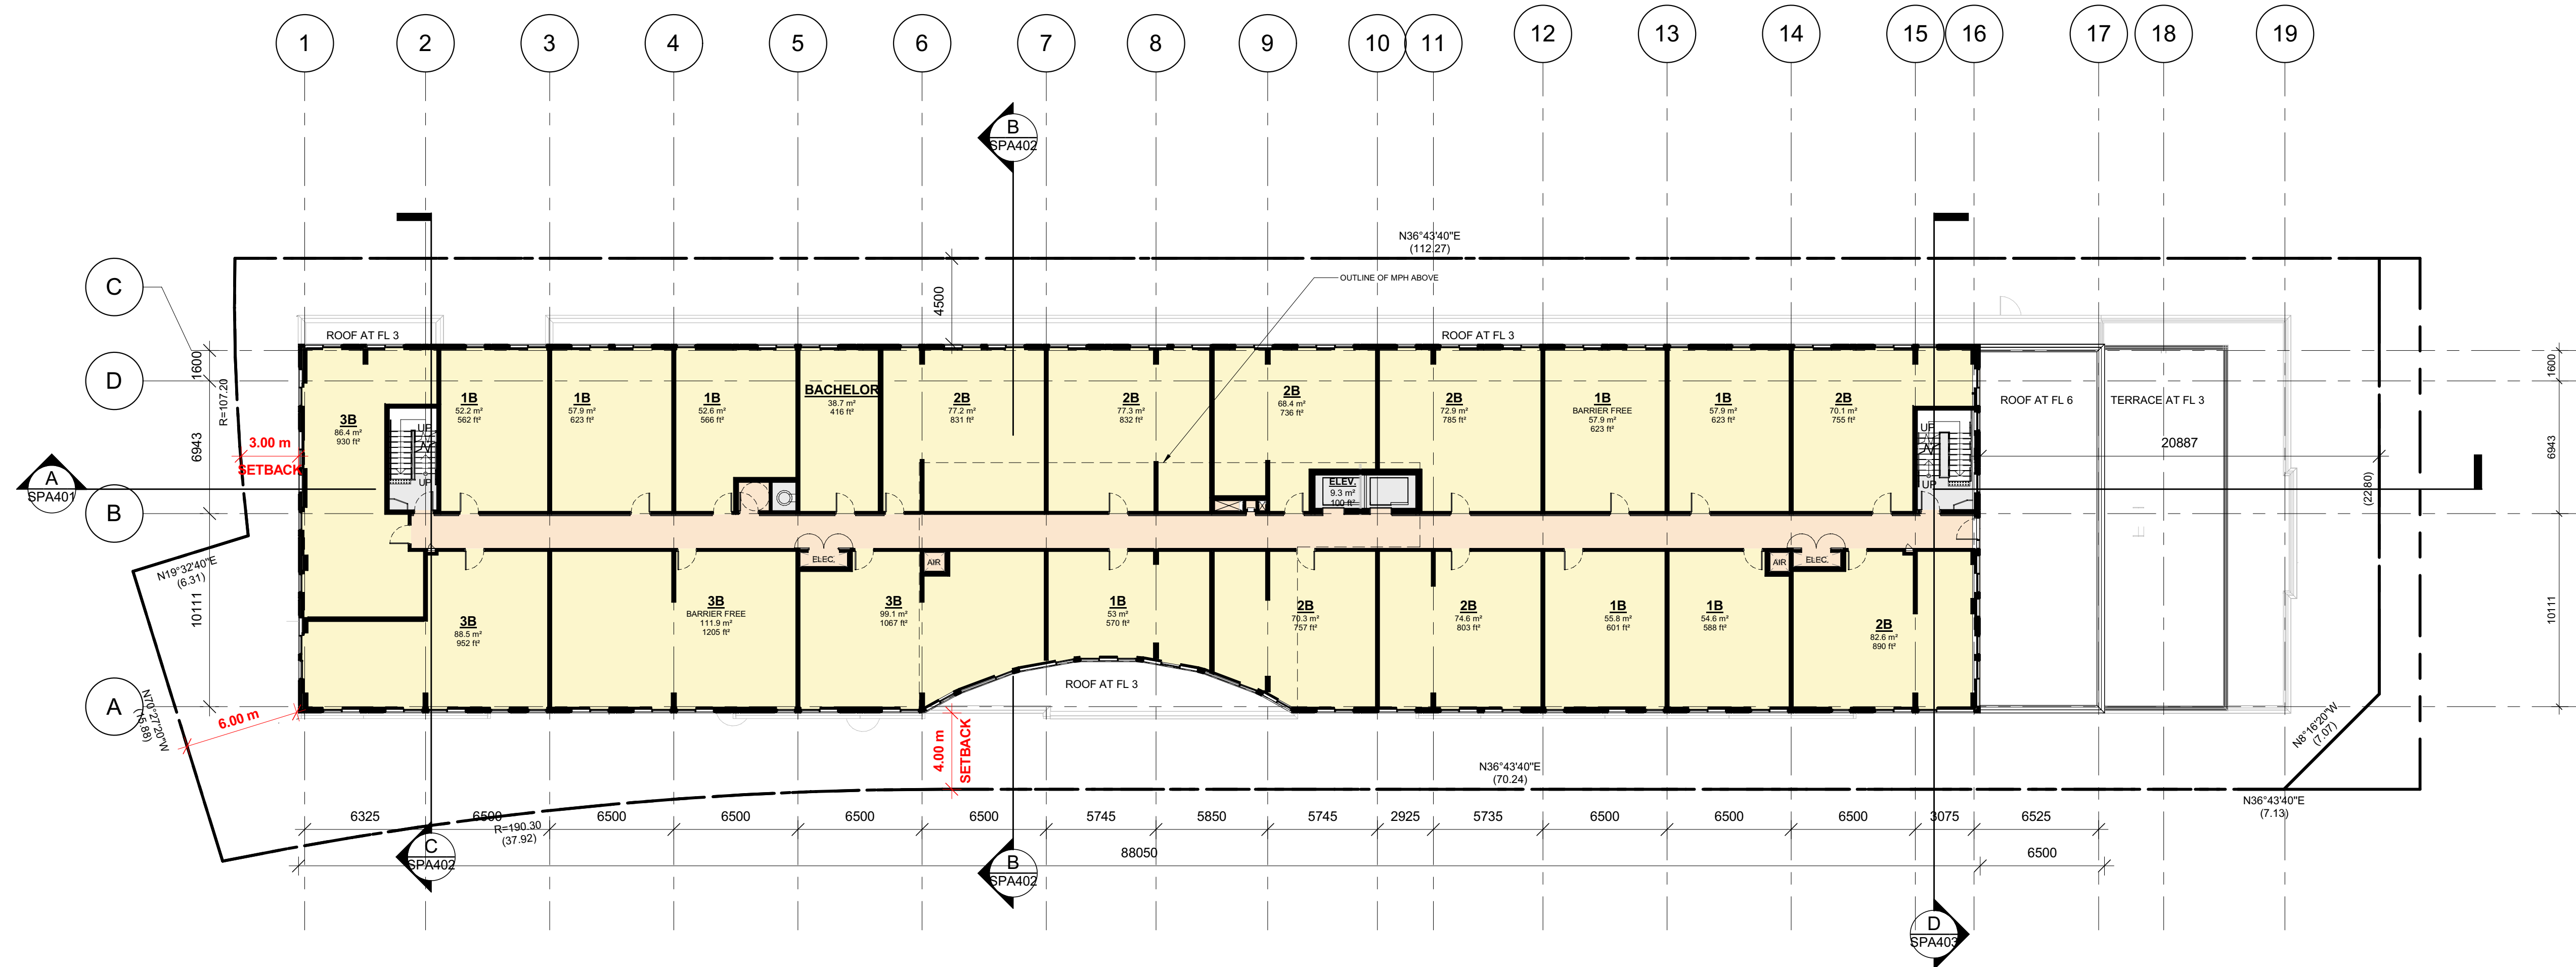 1
2
3
4
5
6
7
8
9
10
11
12
13
14
15
16
17
18
19
B
SPA402
N36°43'40"E
(112.27)
OUTLINE OF MPH ABOVE
C
4500
ROOF AT FL 3
ROOF AT FL 3
1600
1600
D
R=107.20
3B
86.4 m²
930 ft²
1B
52.2 m²
562 ft²
1B
57.9 m²
623 ft²
1B
52.6 m²
566 ft²
BACHELOR
38.7 m²
416 ft²
2B
77.2 m²
831 ft²
2B
77.3 m²
832 ft²
2B
68.4 m²
736 ft²
2B
72.9 m²
785 ft²
1B
BARRIER FREE
57.9 m²
623 ft²
1B
57.9 m²
623 ft²
2B
70.1 m²
755 ft²
ROOF AT FL 6
TERRACE AT FL 3
UP
UP
UP
UP
3.00 m
SETBACK
6943
6943
20887
(22.80)
A
SPA401
ELEV.
9.3 m²
100 ft²
B
ELEC.
AIR
AIR
ELEC.
N19°32'40"E
(6.31)
10111
10111
3B
88.5 m²
952 ft²
3B
BARRIER FREE
111.9 m²
1205 ft²
3B
99.1 m²
1067 ft²
1B
53 m²
570 ft²
2B
70.3 m²
757 ft²
2B
74.6 m²
803 ft²
1B
55.8 m²
601 ft²
1B
54.6 m²
588 ft²
2B
82.6 m²
890 ft²
ROOF AT FL 3
A
N70°27'20"W
(15.88)
6.00 m
4.00 m
SETBACK
N8°16'20"W
(7.07)
N36°43'40"E
(70.24)
N36°43'40"E
(7.13)
6325
6500
6500
6500
6500
6500
5745
5850
5745
2925
5735
6500
6500
6500
3075
6525
R=190.30
(37.92)
C
SPA402
88050
6500
B
SPA402
D
SPA403